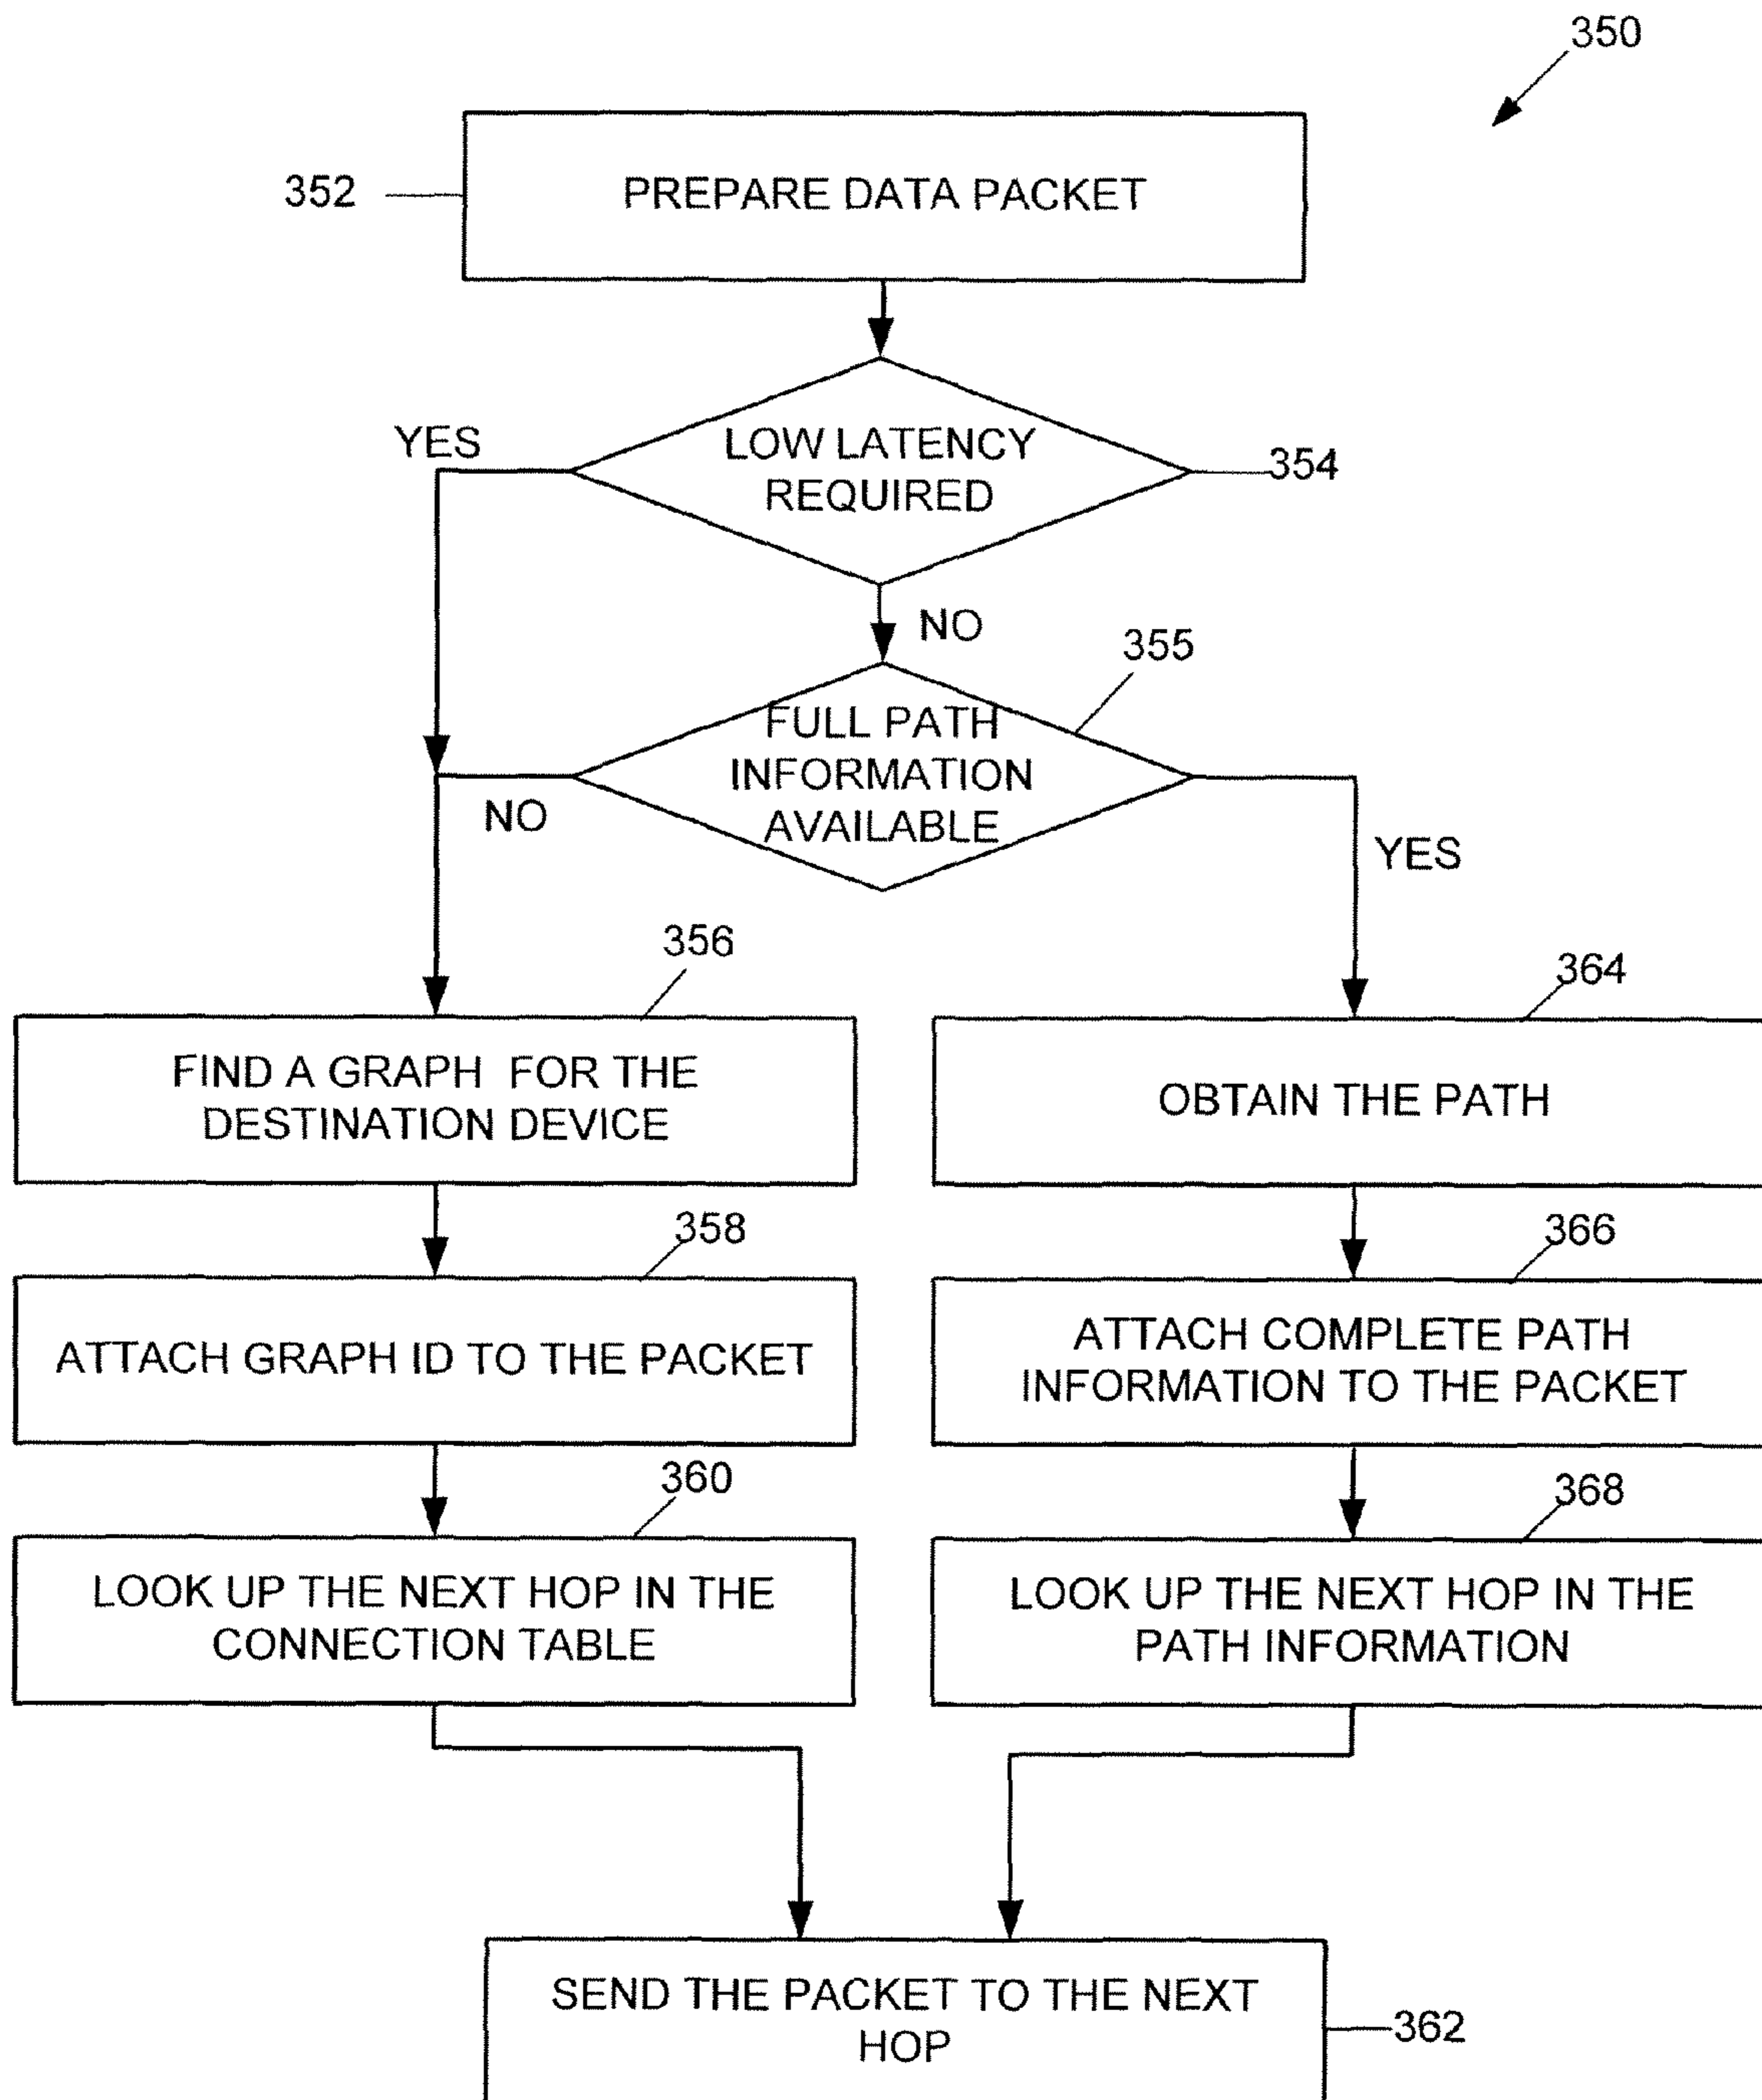 350
352
PREPARE DATA PACKET
YES
LOW LATENCY
REQUIRED
354
NO
355
FULL PATH
INFORMATION
AVAILABLE
NO
YES
356
364
FIND A GRAPH FOR THE
DESTINATION DEVICE
OBTAIN THE PATH
358
366
ATTACH GRAPH ID TO THE PACKET
ATTACH COMPLETE PATH
INFORMATION TO THE PACKET
360
368
LOOK UP THE NEXT HOP IN THE
CONNECTION TABLE
LOOK UP THE NEXT HOP IN THE
PATH INFORMATION
SEND THE PACKET TO THE NEXT
HOP
362